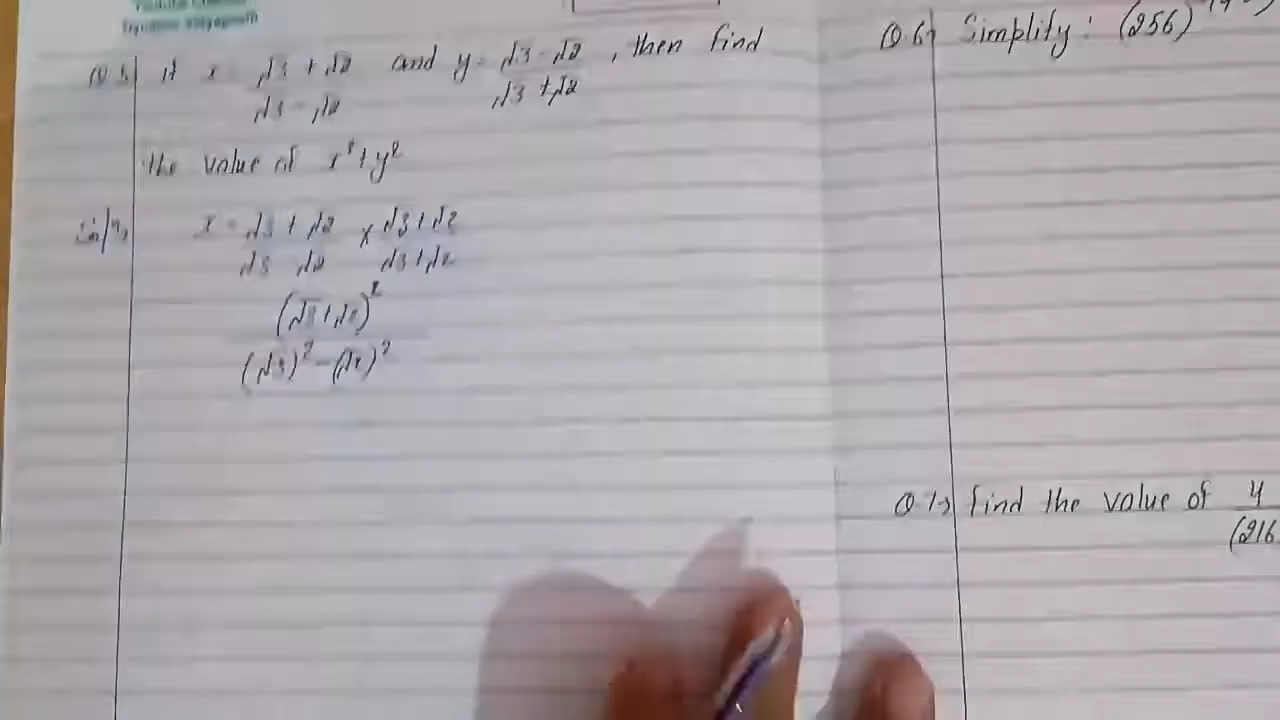 Q.5) If x = √3 + √2 and y = √3 - √2 , then find
√3 - √2 √3 + √2
the value of x² + y²
Soln,
x = √3 + √2 × √3 + √2
√3 √2 √3 + √2
(√3 + √2)²
(√3)² - (√2)²
Q.6) Simplify: (256)
Q.7) Find the value of 4
(216